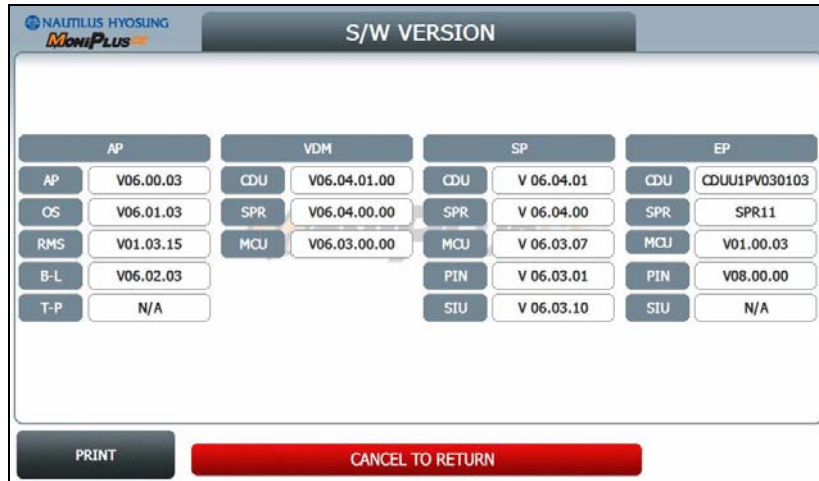 NAUTILUS HYOSUNG
MoniPlusCE
S/W VERSION
AP VDM SP EP
AP V06.00.03 CDU V06.04.01.00 CDU V 06.04.01 CDU CDUU1PV030103
OS V06.01.03 SPR V06.04.00.00 SPR V 06.04.00 SPR SPR11
RMS V01.03.15 MCU V06.03.00.00 MCU V 06.03.07 MCU V01.00.03
B-L V06.02.03 PIN V 06.03.01 PIN V08.00.00
T-P N/A SIU V 06.03.10 SIU N/A
PRINT CANCEL TO RETURN